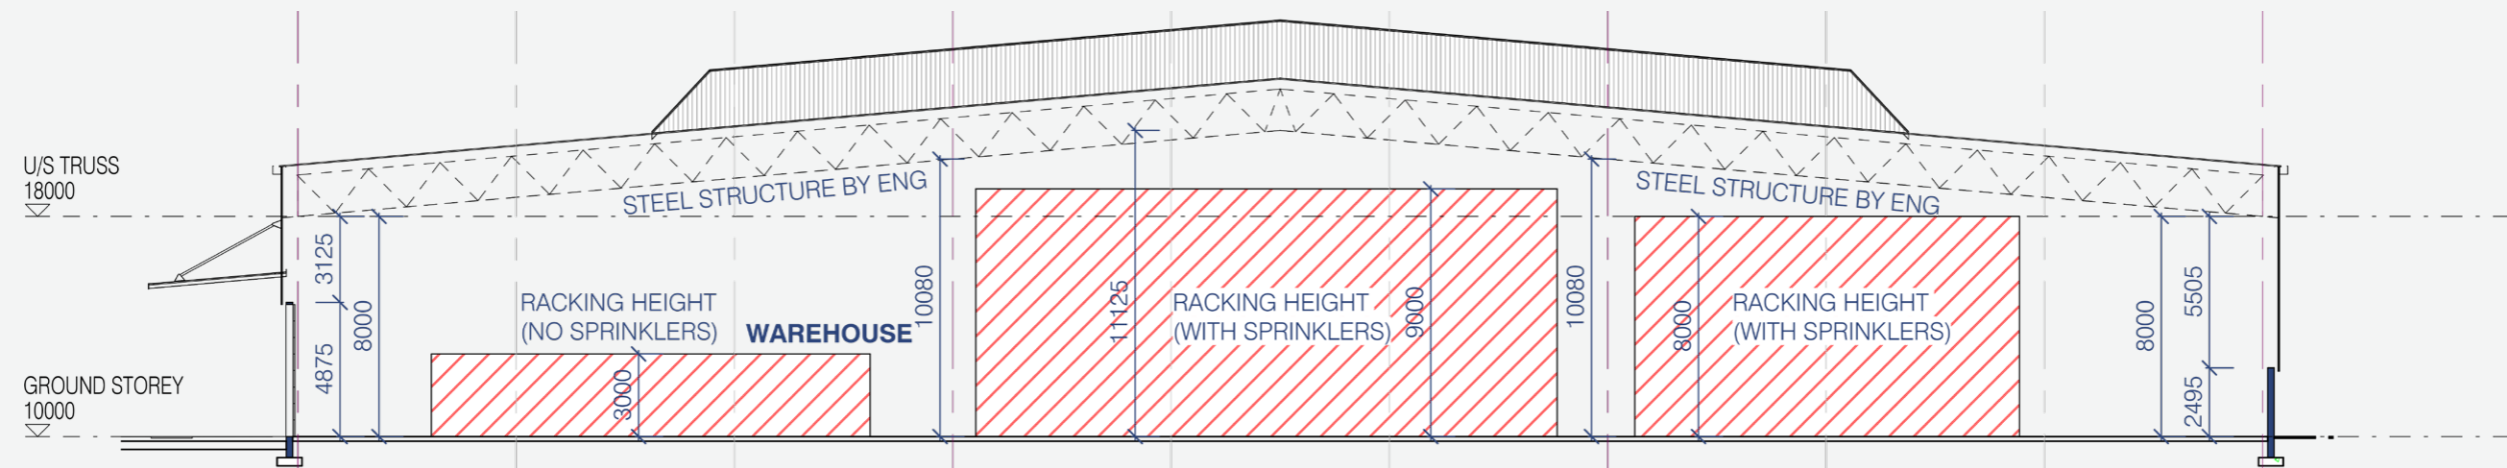 U/S TRUSS
18000
GROUND STOREY
10000
3125
4875
8000
RACKING HEIGHT
(NO SPRINKLERS)
3000
WAREHOUSE
STEEL STRUCTURE BY ENG
10080
11125
RACKING HEIGHT
(WITH SPRINKLERS)
9000
10080
STEEL STRUCTURE BY ENG
8000
RACKING HEIGHT
(WITH SPRINKLERS)
8000
5505
2495